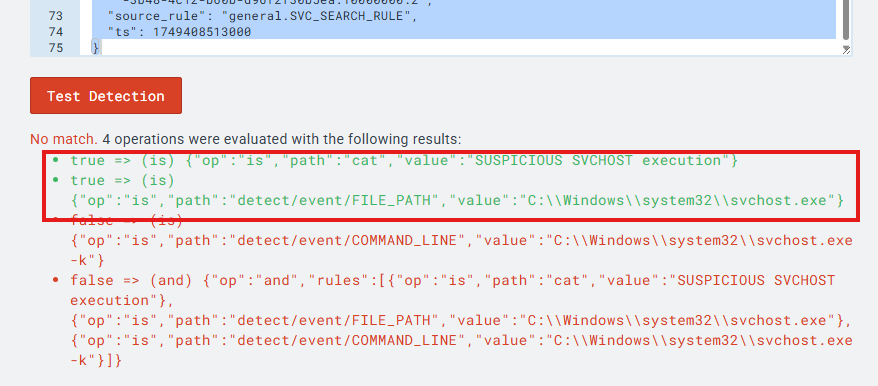 73 "source_rule": "general.SVC_SEARCH_RULE",
74 "ts": 1749408513000
75 }
Test Detection
No match. 4 operations were evaluated with the following results:
• true => (is) {"op":"is","path":"cat","value":"SUSPICIOUS SVCHOST execution"}
• true => (is)
{"op":"is","path":"detect/event/FILE_PATH","value":"C:\\Windows\\system32\\svchost.exe"}
• false => (is)
{"op":"is","path":"detect/event/COMMAND_LINE","value":"C:\\Windows\\system32\\svchost.exe
-k"}
• false => (and) {"op":"and","rules":[{"op":"is","path":"cat","value":"SUSPICIOUS SVCHOST
execution"},
{"op":"is","path":"detect/event/FILE_PATH","value":"C:\\Windows\\system32\\svchost.exe"},
{"op":"is","path":"detect/event/COMMAND_LINE","value":"C:\\Windows\\system32\\svchost.exe
-k"}]}